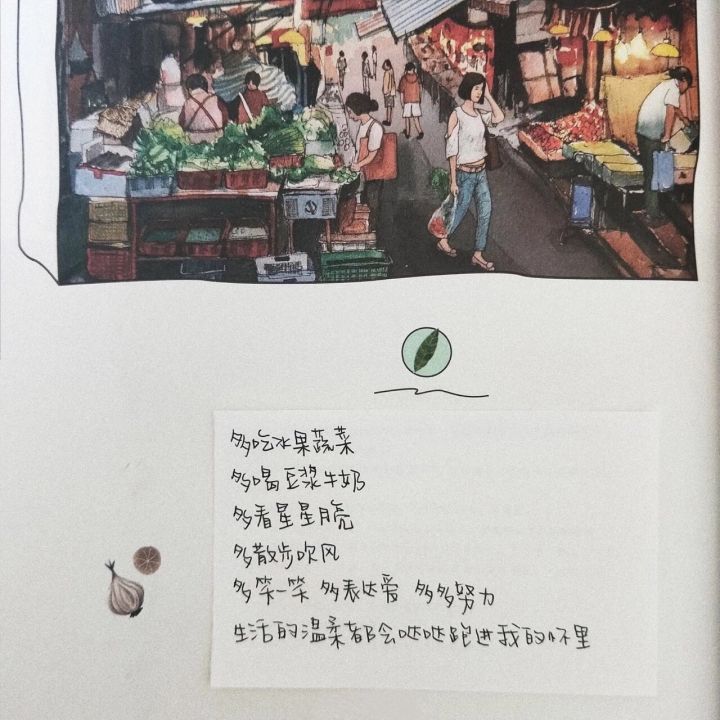 多吃水果蔬菜
多喝豆浆牛奶
多看星星月亮
多散步吹风
多笑一笑 多表达爱 多多努力
生活的温柔都会哒哒跑进我的怀里